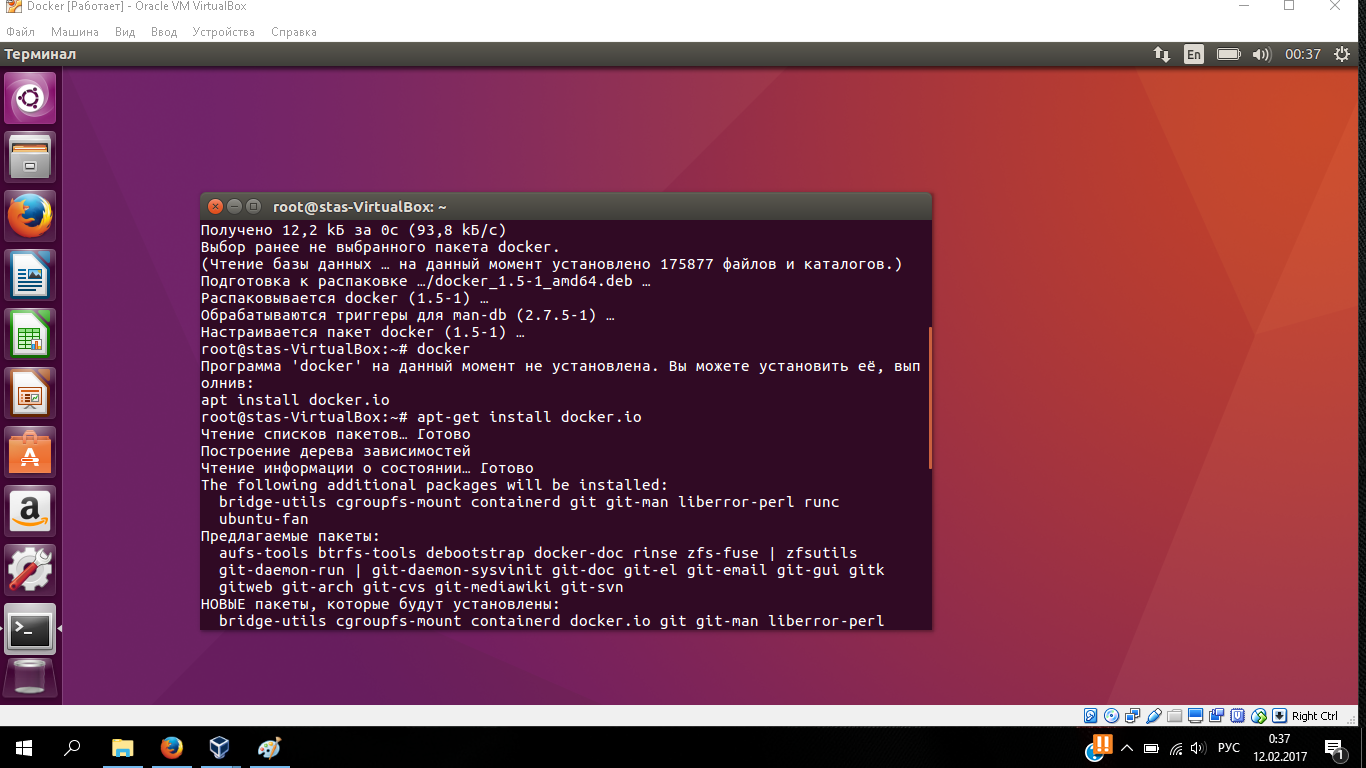 Docker [Работает] - Oracle VM VirtualBox
Файл Машина Вид Ввод Устройства Справка
Терминал En 00:37
root@stas-VirtualBox: ~
Получено 12,2 kБ за 0с (93,8 kБ/c)
Выбор ранее не выбранного пакета docker.
(Чтение базы данных … на данный момент установлено 175877 файлов и каталогов.)
Подготовка к распаковке …/docker_1.5-1_amd64.deb …
Распаковывается docker (1.5-1) …
Обрабатываются триггеры для man-db (2.7.5-1) …
Настраивается пакет docker (1.5-1) …
root@stas-VirtualBox:~# docker
Программа 'docker' на данный момент не установлена. Вы можете установить её, вып
олнив:
apt install docker.io
root@stas-VirtualBox:~# apt-get install docker.io
Чтение списков пакетов… Готово
Построение дерева зависимостей
Чтение информации о состоянии… Готово
The following additional packages will be installed:
  bridge-utils cgroupfs-mount containerd git git-man liberror-perl runc
  ubuntu-fan
Предлагаемые пакеты:
  aufs-tools btrfs-tools debootstrap docker-doc rinse zfs-fuse | zfsutils
  git-daemon-run | git-daemon-sysvinit git-doc git-el git-email git-gui gitk
  gitweb git-arch git-cvs git-mediawiki git-svn
НОВЫЕ пакеты, которые будут установлены:
  bridge-utils cgroupfs-mount containerd docker.io git git-man liberror-perl
Right Ctrl
РУС
0:37
12.02.2017
1